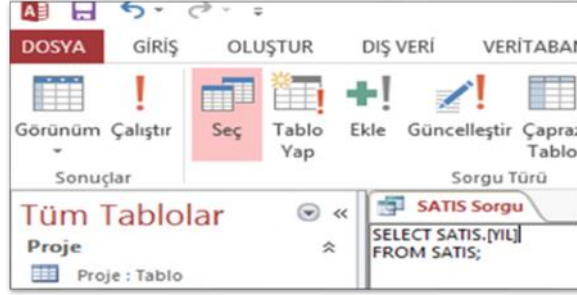 DOSYA GİRİŞ OLUŞTUR DIŞ VERİ VERİTABAN
Görünüm Çalıştır Seç Tablo Yap Ekle Güncelleştir Çapraz Tablo
Sonuçlar Sorgu Türü
Tüm Tablolar
Proje
Proje : Tablo
SATIS Sorgu
SELECT SATIS.[YIL]
FROM SATIS;